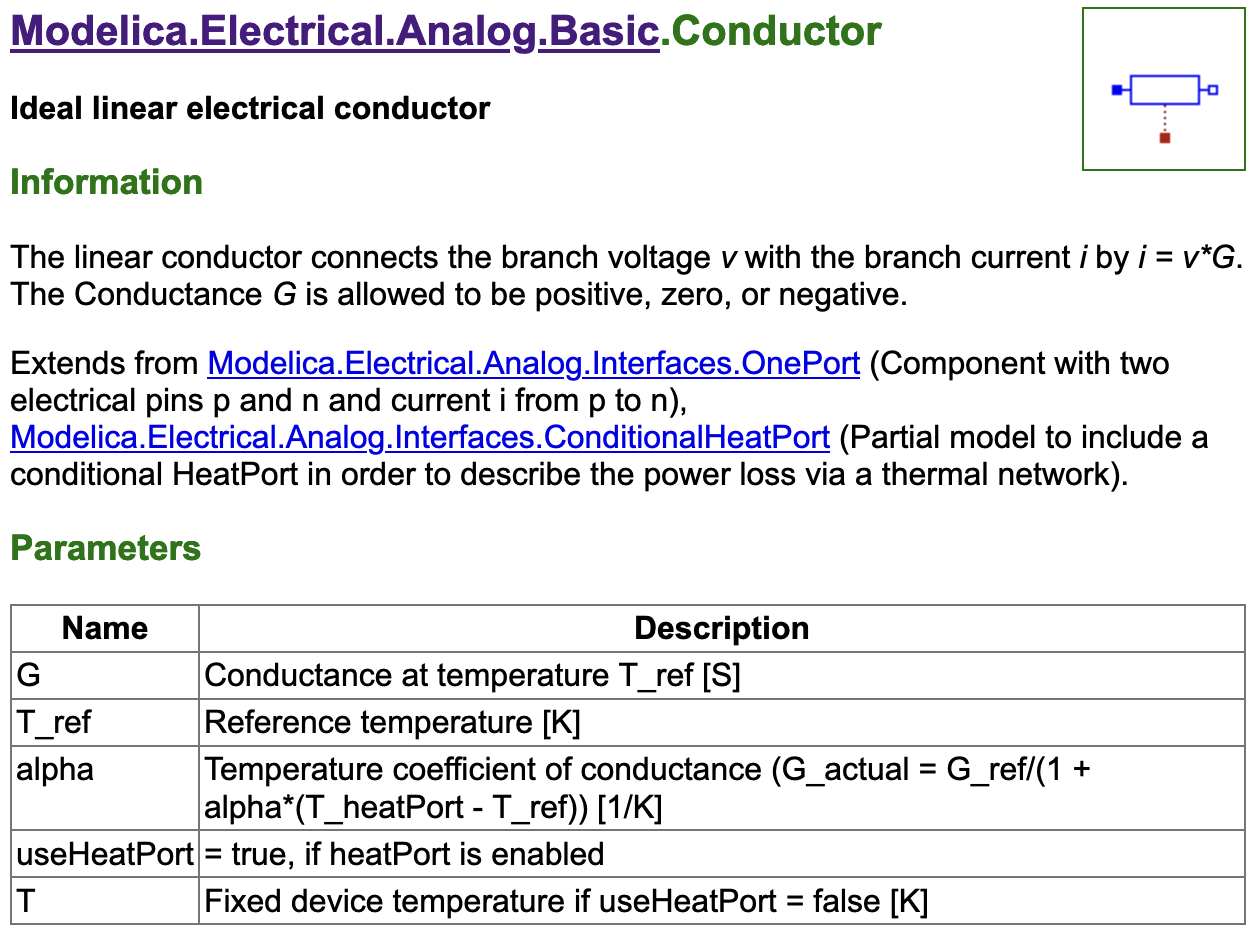 Modelica.Electrical.Analog.Basic.Conductor
Ideal linear electrical conductor
Information
The linear conductor connects the branch voltage v with the branch current i by i = v*G.
The Conductance G is allowed to be positive, zero, or negative.
Extends from Modelica.Electrical.Analog.Interfaces.OnePort (Component with two
electrical pins p and n and current i from p to n),
Modelica.Electrical.Analog.Interfaces.ConditionalHeatPort (Partial model to include a
conditional HeatPort in order to describe the power loss via a thermal network).
Parameters
Name Description
G Conductance at temperature T_ref [S]
T_ref Reference temperature [K]
alpha Temperature coefficient of conductance (G_actual = G_ref/(1 +
alpha*(T_heatPort - T_ref)) [1/K]
useHeatPort = true, if heatPort is enabled
T Fixed device temperature if useHeatPort = false [K]